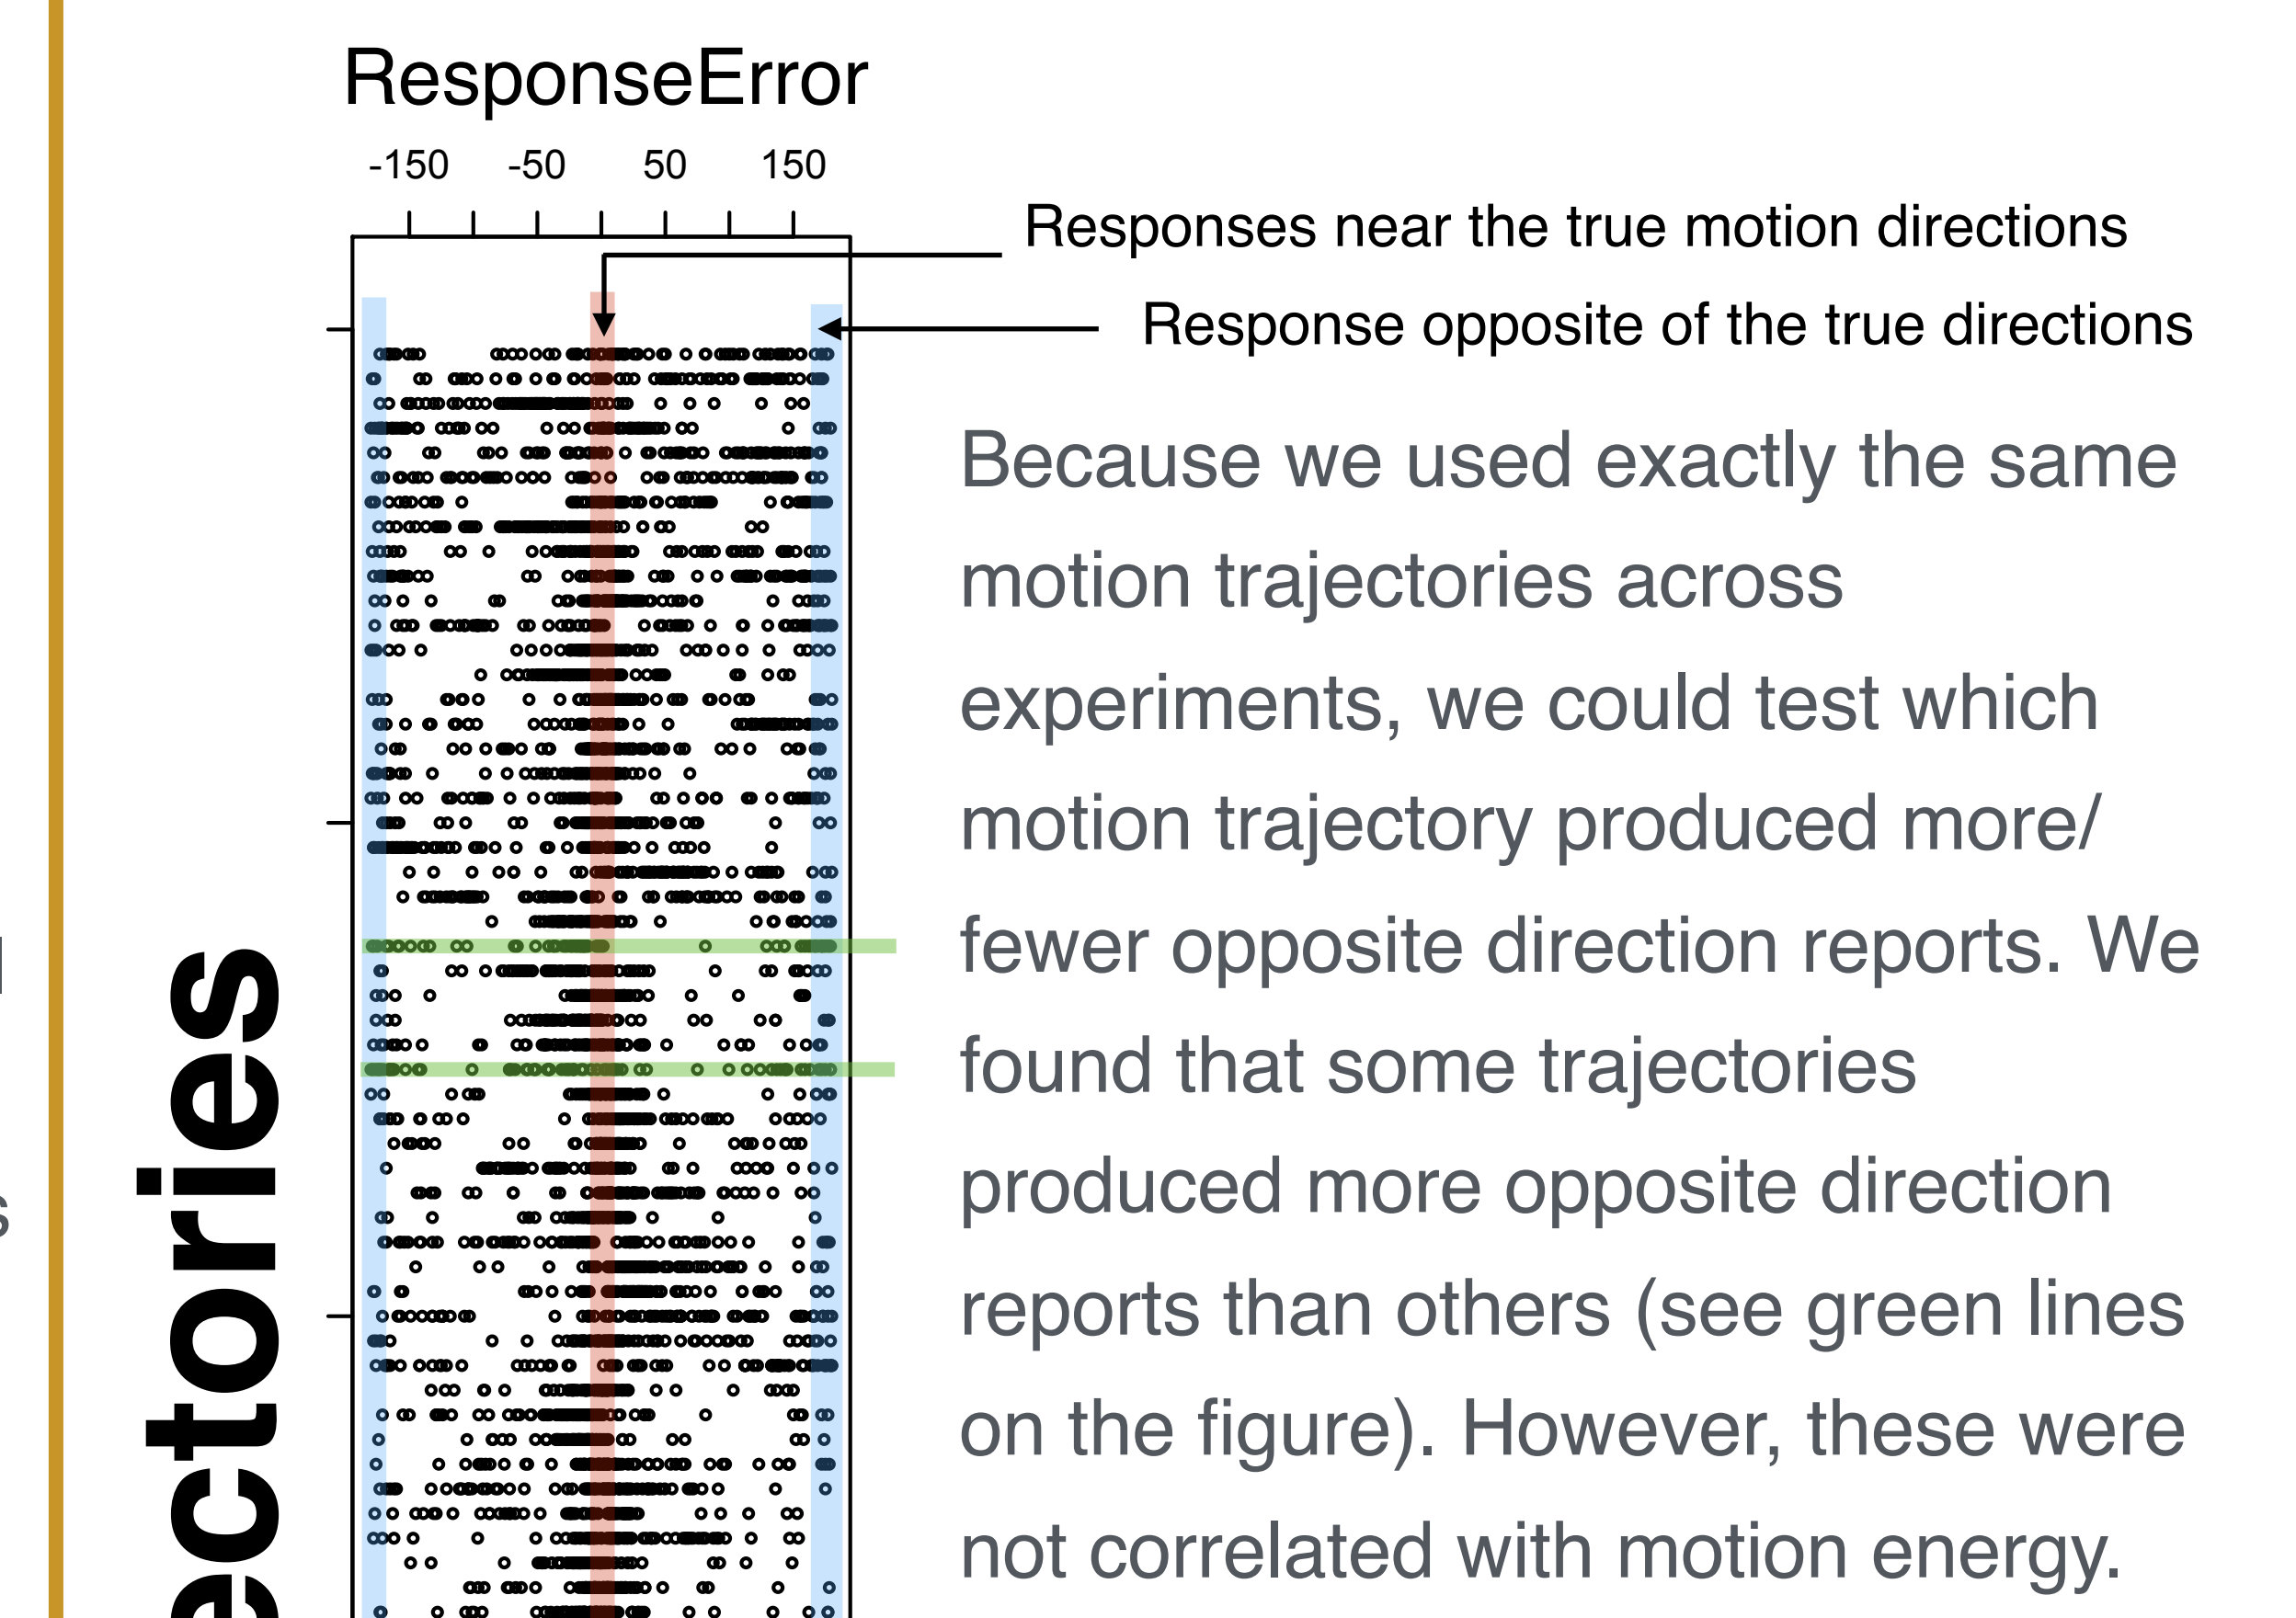 ResponseError
-150 -50 50 150
Responses near the true motion directions
Response opposite of the true directions
Because we used exactly the same
motion trajectories across
experiments, we could test which
motion trajectory produced more/
fewer opposite direction reports. We
found that some trajectories
produced more opposite direction
reports than others (see green lines
on the figure). However, these were
not correlated with motion energy.
ectories
s